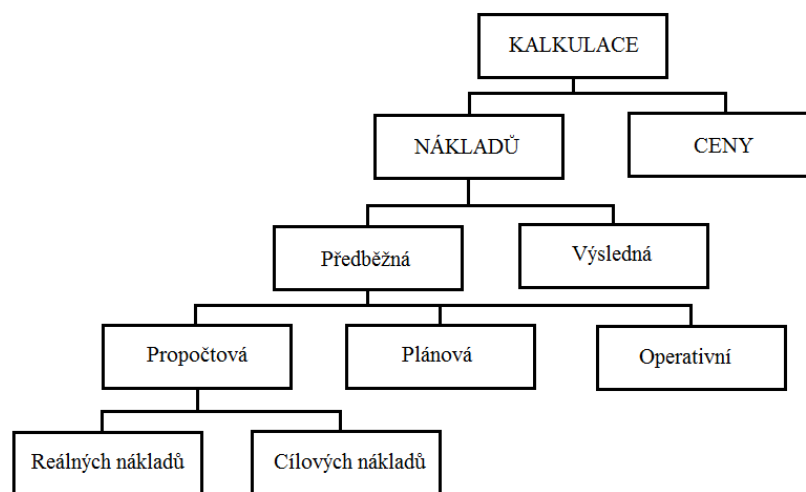 KALKULACE
NÁKLADŮ
CENY
Předběžná
Výsledná
Propočtová
Plánová
Operativní
Reálných nákladů
Cílových nákladů